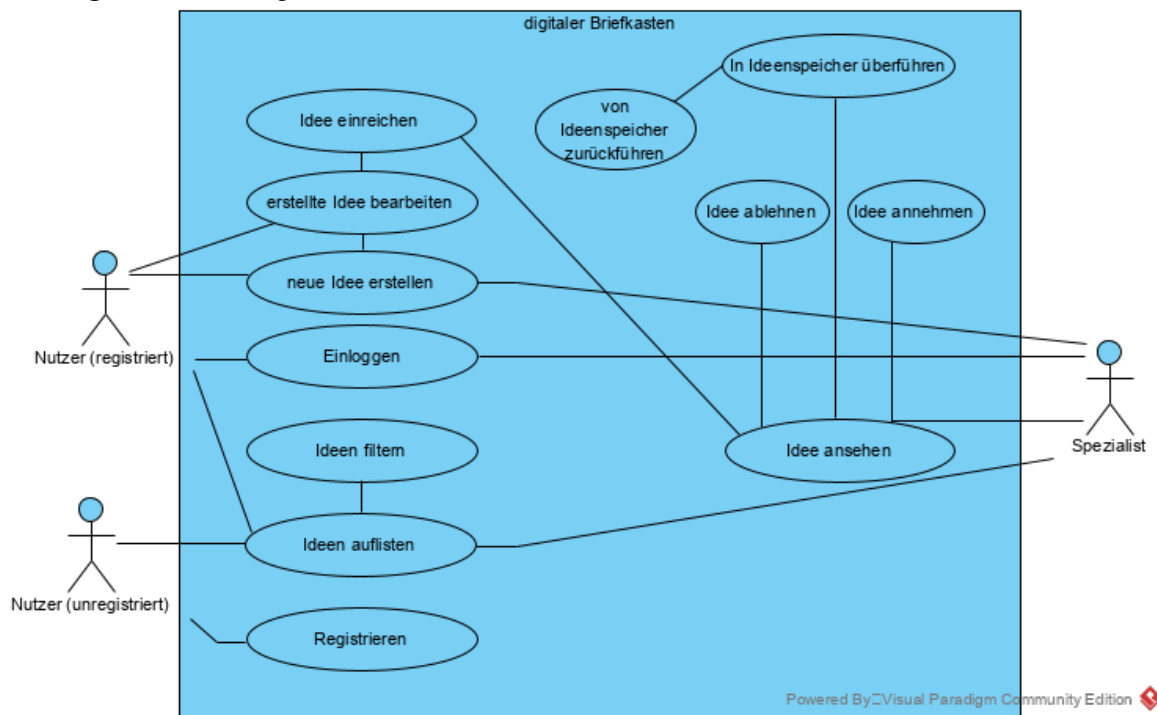 digitaler Briefkasten
In Ideenspeicher überführen
von
Ideenspeicher
zurückführen
Idee einreichen
erstellte Idee bearbeiten
Idee ablehnen
Idee annehmen
neue Idee erstellen
Nutzer (registriert)
Einloggen
Ideen filtern
Idee ansehen
Spezialist
Ideen auflisten
Nutzer (unregistriert)
Registrieren
Powered By Visual Paradigm Community Edition